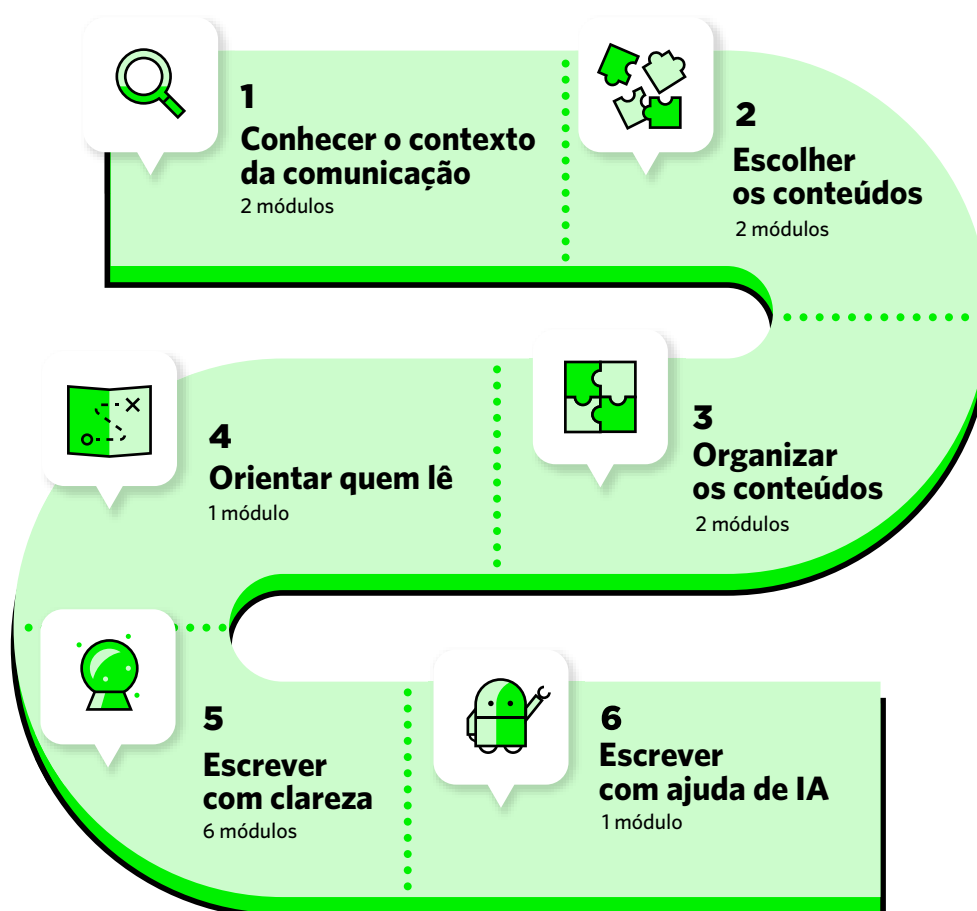 1
Conhecer o contexto
da comunicação
2 módulos
2
Escolher
os conteúdos
2 módulos
3
Organizar
os conteúdos
2 módulos
4
Orientar quem lê
1 módulo
5
Escrever
com clareza
6 módulos
6
Escrever
com ajuda de IA
1 módulo